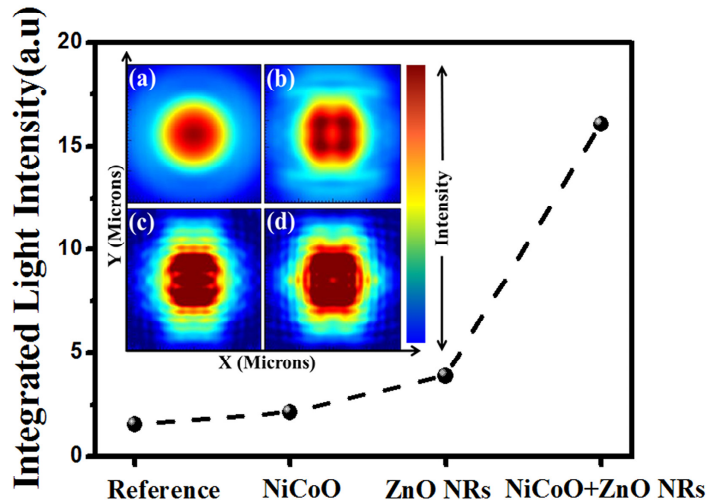 Integrated Light Intensity(a.u)
20
15
10
5
0
(a)
(b)
(c)
(d)
Y (Microns)
X (Microns)
Intensity
Reference
NiCoO
ZnO NRs
NiCoO+ZnO NRs